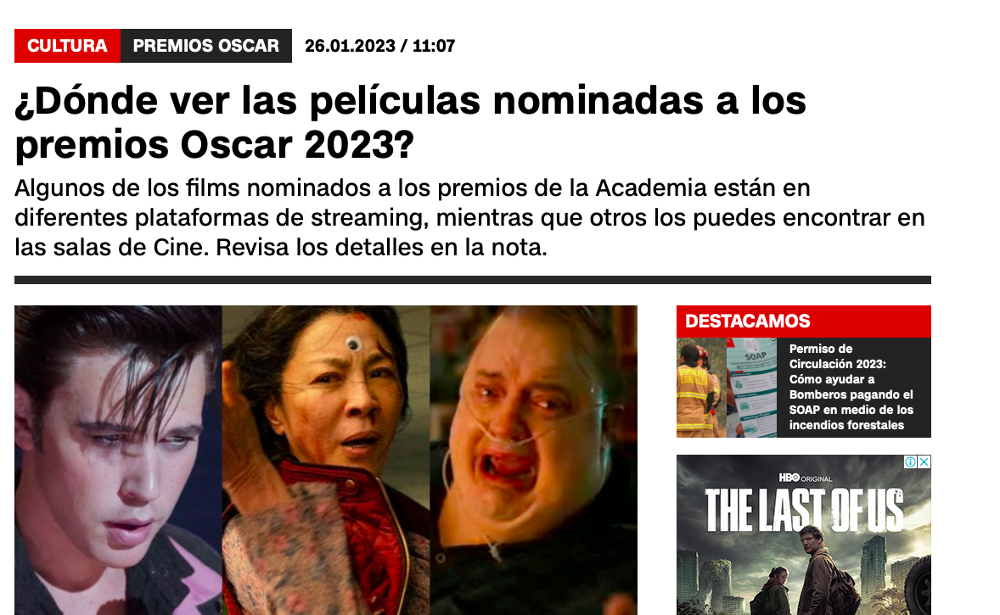 CULTURA PREMIOS OSCAR 26.01.2023 / 11:07
¿Dónde ver las películas nominadas a los
premios Oscar 2023?
Algunos de los films nominados a los premios de la Academia están en
diferentes plataformas de streaming, mientras que otros los puedes encontrar en
las salas de Cine. Revisa los detalles en la nota.
DESTACAMOS
BOMBEROS
SOAP
Permiso de
Circulación 2023:
Cómo ayudar a
Bomberos pagando el
SOAP en medio de los
incendios forestales
HBO ORIGINAL
THE LAST OF US